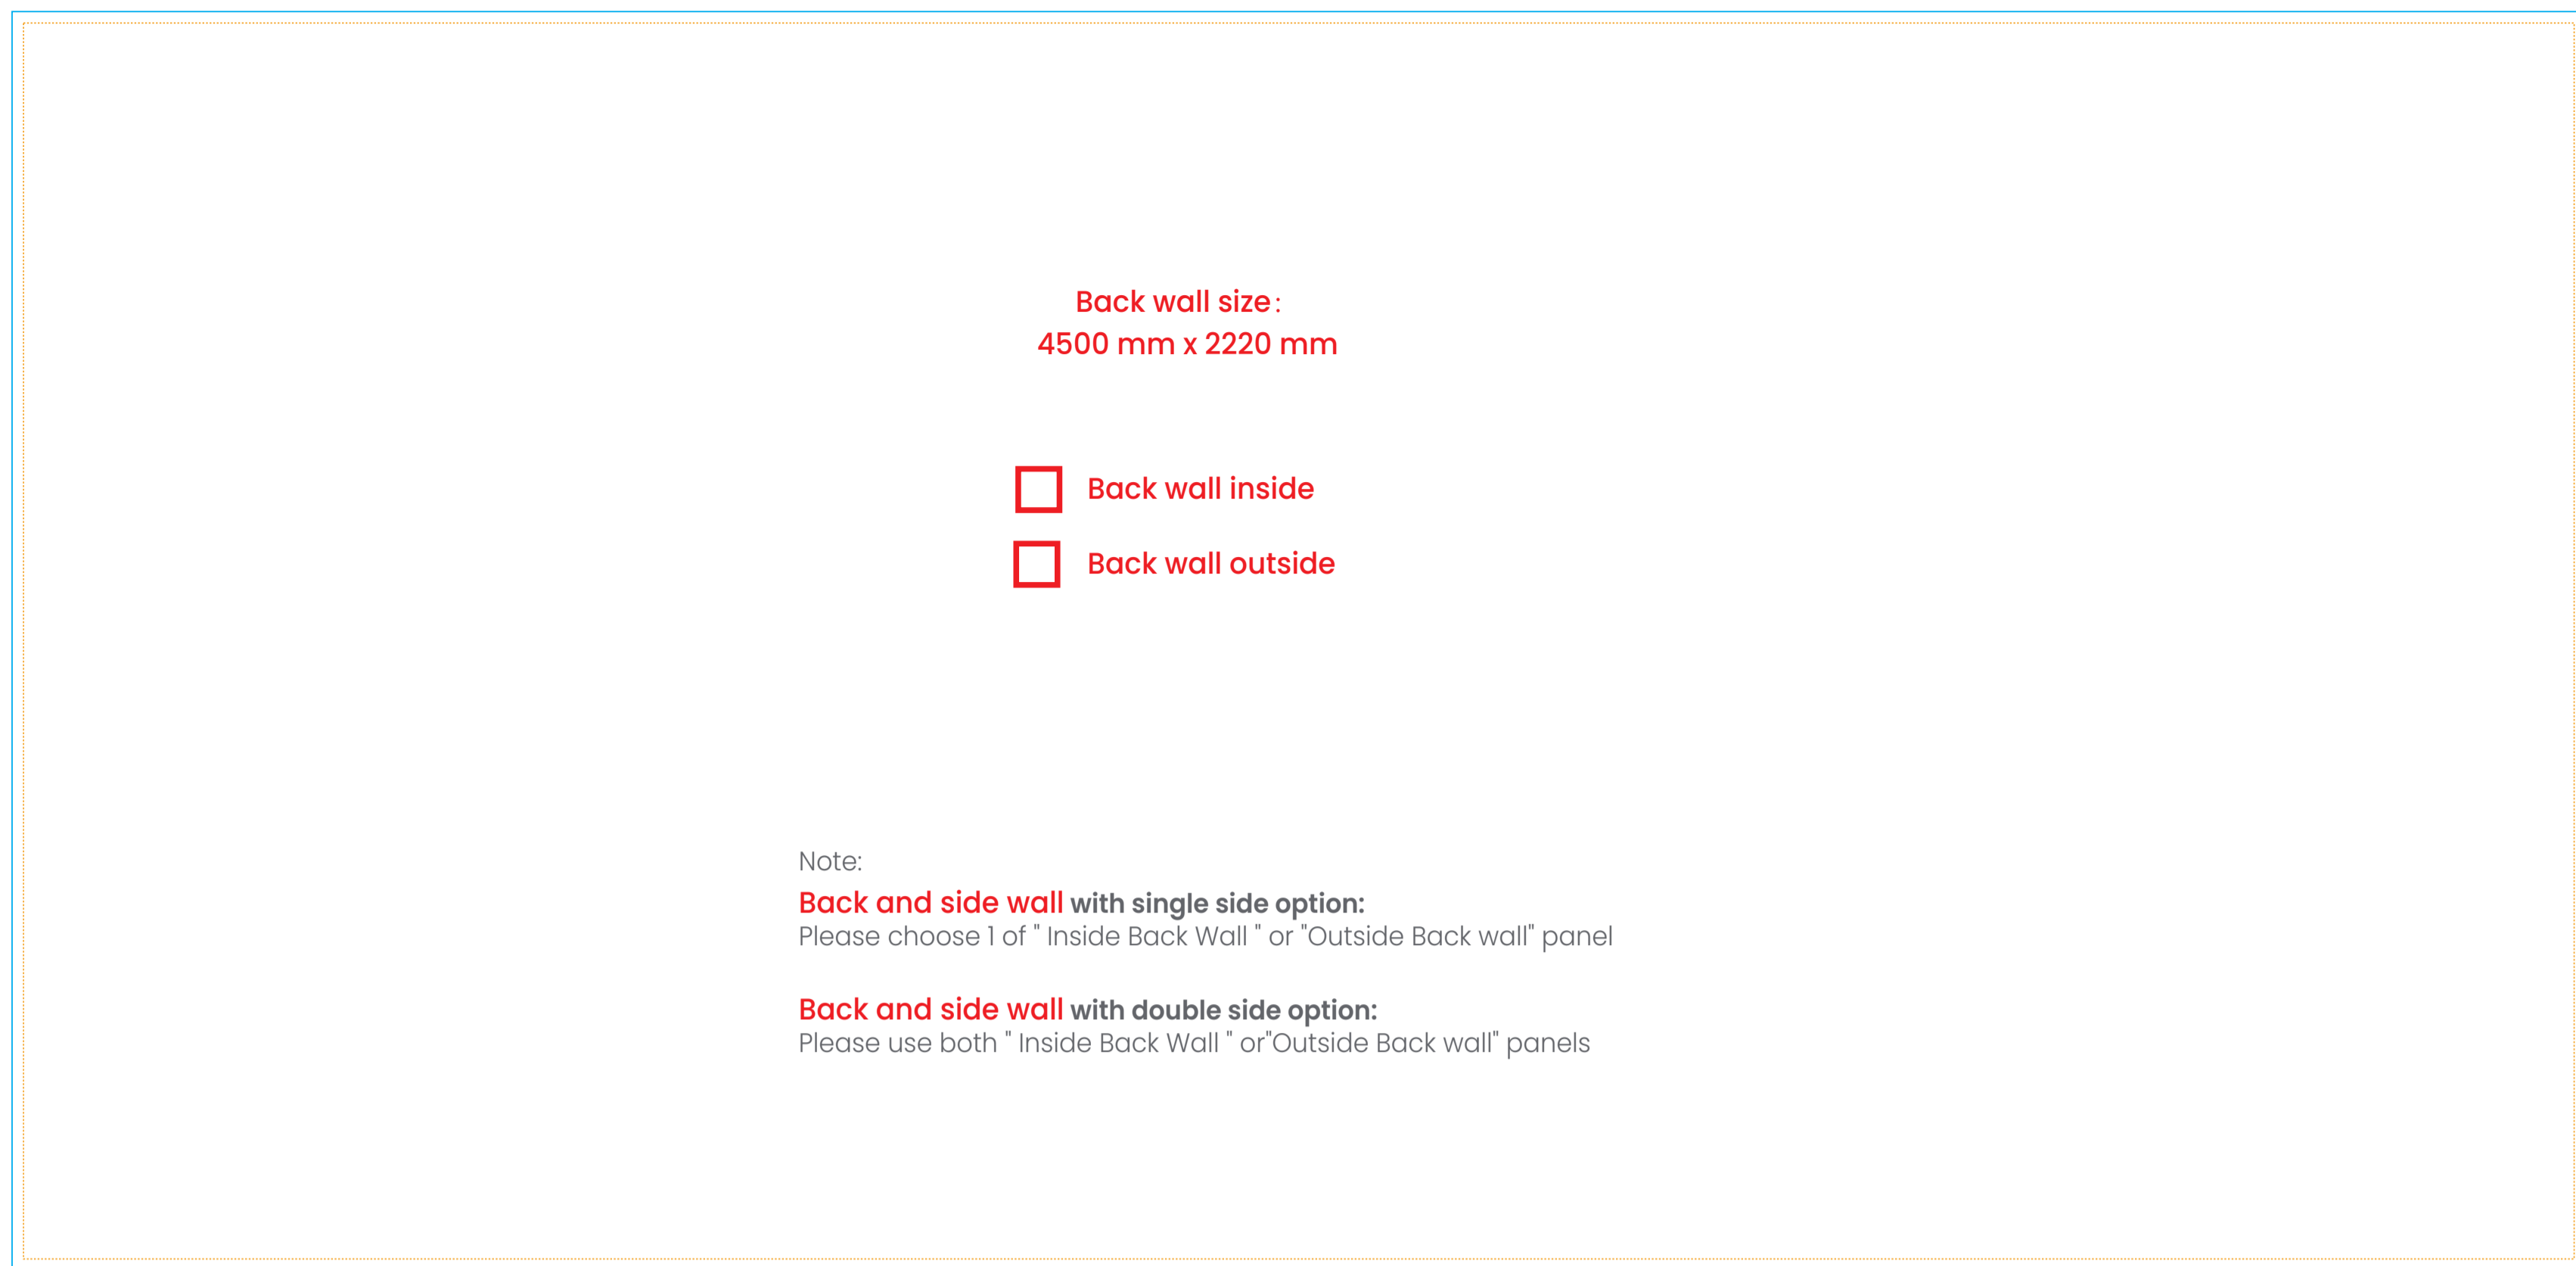 Back wall size：
4500 mm x 2220 mm
Back wall inside
Back wall outside
Note:
Back and side wall with single side option:
Please choose 1 of " Inside Back Wall " or "Outside Back wall" panel
Back and side wall with double side option:
Please use both " Inside Back Wall " or"Outside Back wall" panels